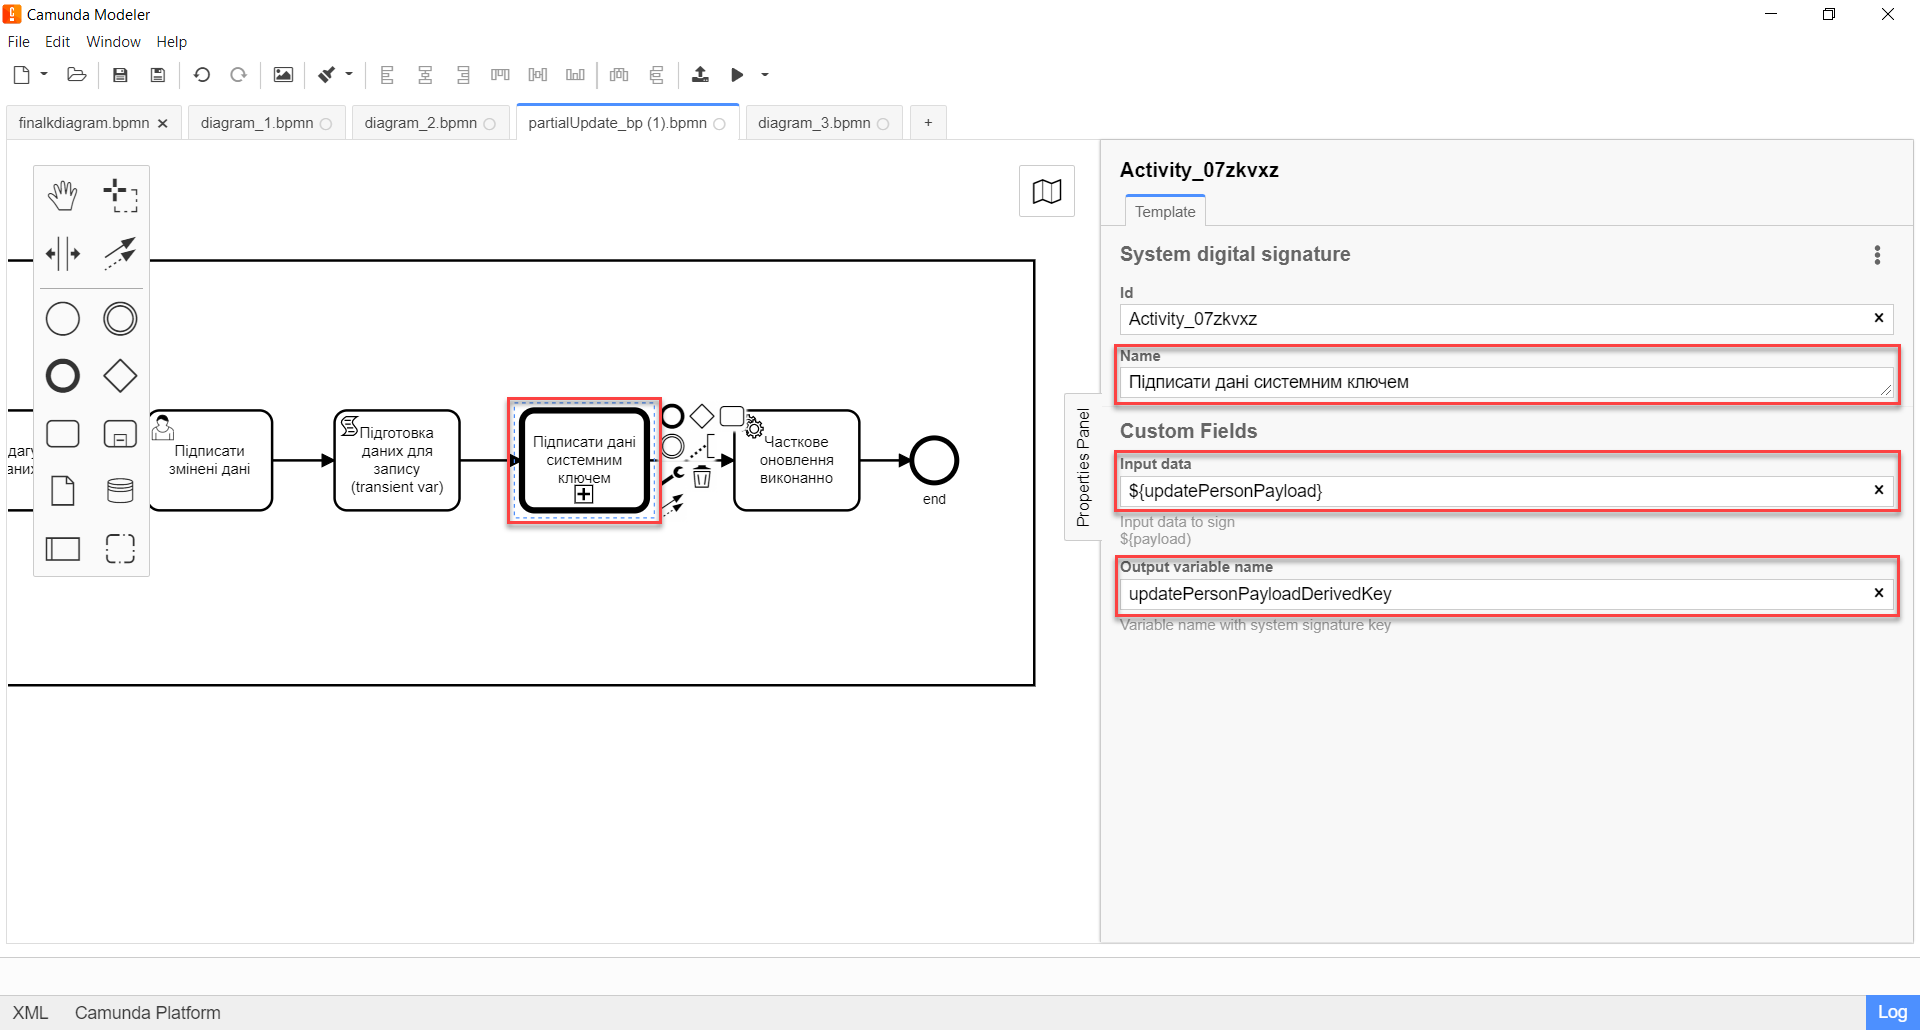 Camunda Modeler
File Edit Window Help
finalkdiagram.bpmn
diagram_1.bpmn
diagram_2.bpmn
partialUpdate_bp (1).bpmn
diagram_3.bpmn
+
Підписати
змінені дані
Підготовка
даних для
запису
(transient var)
Підписати дані
системним
ключем
Часткове
оновлення
виконанно
end
Properties Panel
Activity_07zkvxz
Template
System digital signature
Id
Activity_07zkvxz
Name
Підписати дані системним ключем
Custom Fields
Input data
${updatePersonPayload}
Input data to sign
${payload)
Output variable name
updatePersonPayloadDerivedKey
Variable name with system signature key
XML Camunda Platform
Log